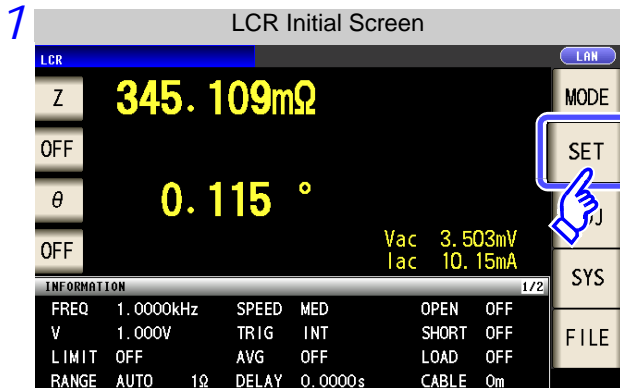 1
LCR Initial Screen
LCR
LAN
Z
345.109mΩ
MODE
OFF
SET
θ
0.115 °
OFF
Vac 3.503mV
Iac 10.15mA
SYS
INFORMATION 1/2
FREQ 1.0000kHz SPEED MED OPEN OFF
V 1.000V TRIG INT SHORT OFF
FILE
LIMIT OFF AVG OFF LOAD OFF
RANGE AUTO 1Ω DELAY 0.0000s CABLE 0m